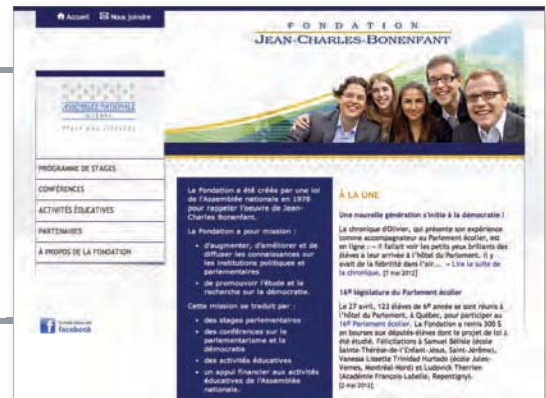 Accueil Nous joindre
FONDATION
JEAN-CHARLES-BONENFANT
ASSEMBLÉE NATIONALE
QUÉBEC
PROGRAMME DE STAGES
CONFÉRENCES
ACTIVITÉS ÉDUCATIVES
PARTENAIRES
À PROPOS DE LA FONDATION
facebook
La Fondation a été créée par une loi
de l'Assemblée nationale en 1978
pour rappeler l'oeuvre de Jean-
Charles Bonenfant.
La Fondation a pour mission :
• d'augmenter, d'améliorer et de
diffuser les connaissances sur
les institutions politiques et
parlementaires
• de promouvoir l'étude et la
recherche sur la démocratie.
Cette mission se traduit par :
• des stages parlementaires
• des conférences sur le
parlementarisme et la
démocratie
• des activités éducatives
• un appui financier aux activités
éducatives de l'Assemblée
nationale.
À LA UNE
Une nouvelle génération s'initie à la démocratie !
La chronique d'Olivier, qui présente son expérience
comme accompagnateur au Parlement écolier, est
en ligne : « Il fallait voir les petits yeux brillants des
élèves à leur arrivée à l'hôtel du Parlement. Il y
avait de la fébrilité dans l'air... » Lire la suite de
la chronique. [7 mai 2012]
16e législature du Parlement écolier
Le 27 avril, 123 élèves de 6e année se sont réunis à
l'hôtel du Parlement, à Québec, pour participer au
16e Parlement écolier. La Fondation a remis 300 $
en bourses aux députés-élèves dont le projet de loi a
été étudié. Félicitations à Samuel Bélisle (école
Sainte-Thérèse-de-l'Enfant-Jésus, Saint-Jérôme),
Vanessa Lissette Trinidad Hurtado (école Jules-
Vernes, Montréal-Nord) et Ludovick Therrien
(Académie François-Labelle, Repentigny).
[2 mai 2012]